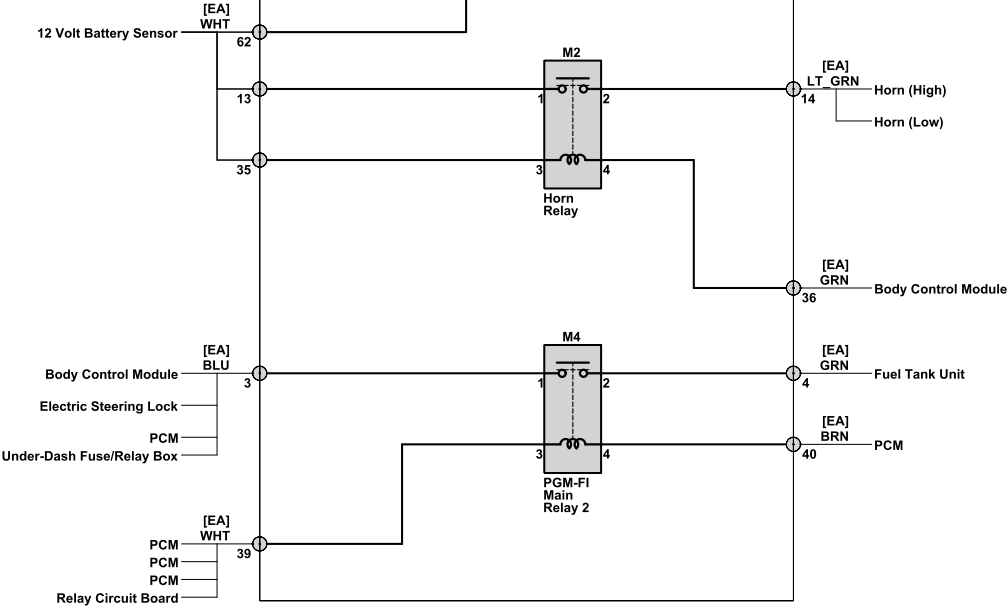 [EA]
WHT
12 Volt Battery Sensor
62
M2
[EA]
LT_GRN
13
1
2
14
Horn (High)
Horn (Low)
35
3
4
Horn
Relay
[EA]
GRN
36
Body Control Module
M4
[EA]
BLU
[EA]
GRN
Body Control Module
3
1
2
4
Fuel Tank Unit
Electric Steering Lock
PCM
Under-Dash Fuse/Relay Box
[EA]
BRN
3
4
40
PCM
PGM-FI
Main
Relay 2
[EA]
WHT
PCM
39
PCM
PCM
Relay Circuit Board